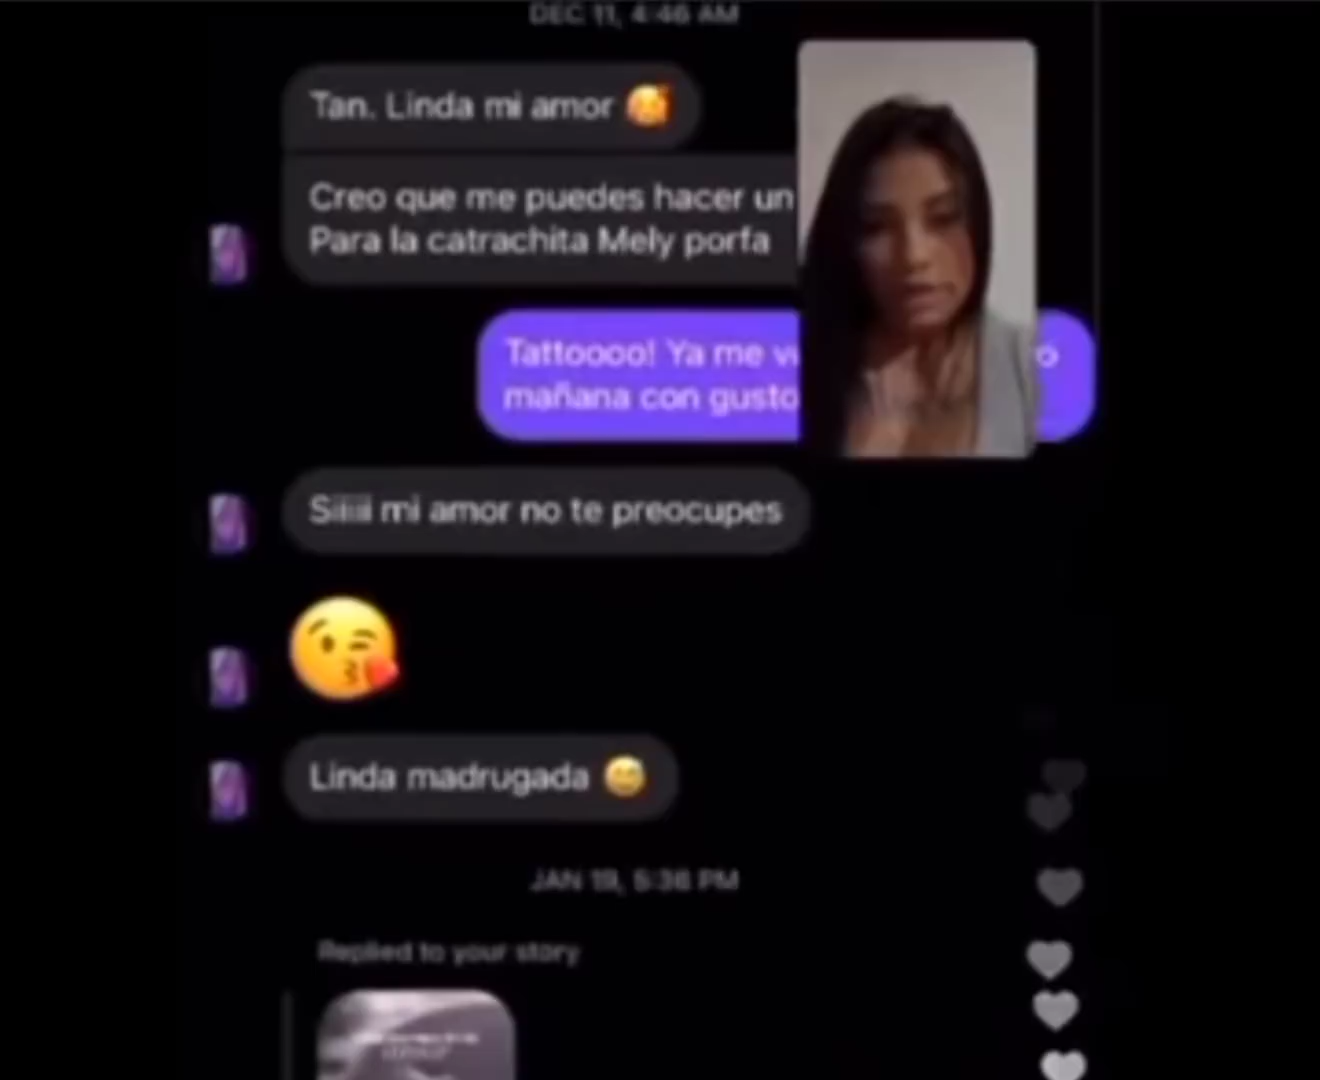 DEC 11, 4:46 AM
Tan. Linda mi amor 🥰
Creo que me puedes hacer un
Para la catrachita Mely porfa
Tattoooo! Ya me
mañana con gusto
Siiiii mi amor no te preocupes
😘
Linda madrugada 😅
JAN 19, 5:36 PM
Replied to your story